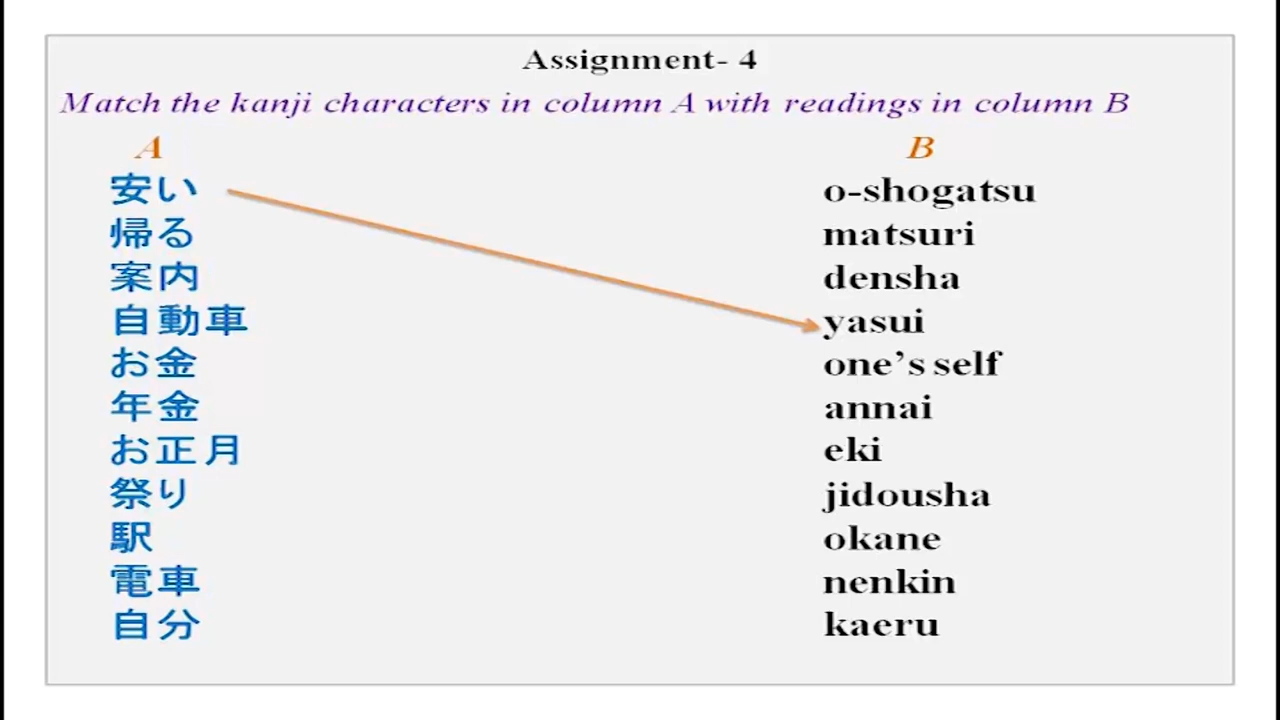 Assignment- 4
Match the kanji characters in column A with readings in column B
A B
安い o-shogatsu
帰る matsuri
案内 densha
自動車 yasui
お金 one's self
年金 annai
お正月 eki
祭り jidousha
駅 okane
電車 nenkin
自分 kaeru